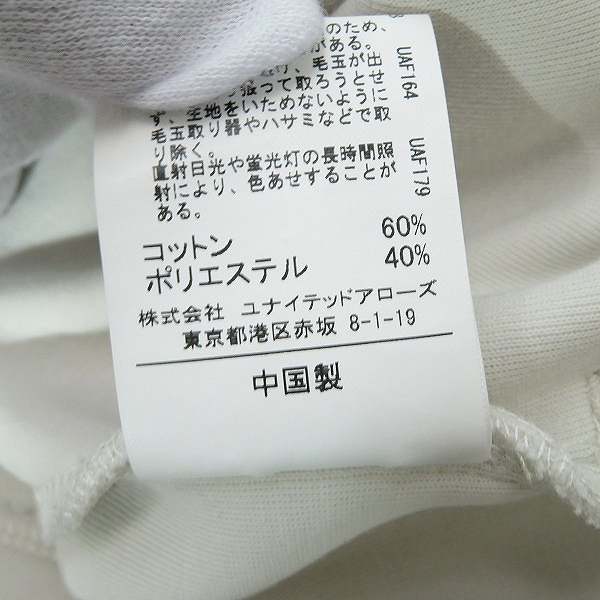 のため、
がある。
毛玉が出
張って取ろうとせ
ず、生地をいためないように
毛玉取り器やハサミなどで取
り除く。
直射日光や蛍光灯の長時間照
射により、色あせすることが
ある。
UAF164
UAF179
コットン 60%
ポリエステル 40%
株式会社 ユナイテッドアローズ
東京都港区赤坂 8-1-19
中国製